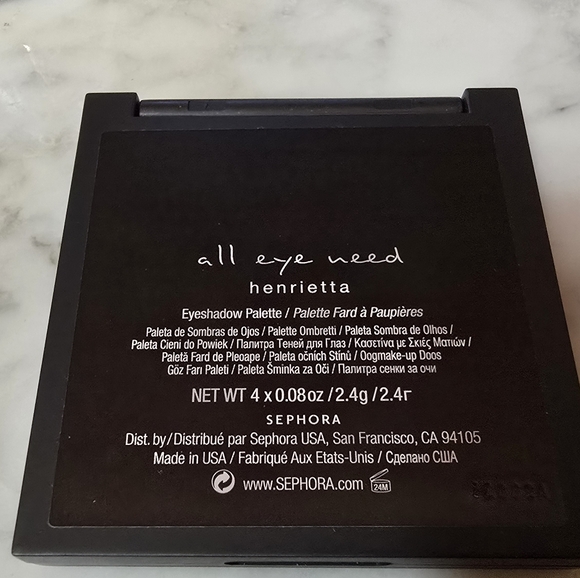 all eye need
henrietta
Eyeshadow Palette / Palette Fard à Paupières
Paleta de Sombras de Ojos / Palette Ombretti / Paleta Sombra de Olhos /
Paleta Cieni do Powiek / Палитра Теней для Глаз / Κασετίνα με Σκιές Ματιών /
Paletă Fard de Pleoape / Paleta očních Stínů / Oogmake-up Doos
Göz Farı Paleti / Paleta Šminka za Oči / Палитра сенки за очи
NET WT 4 x 0.08oz / 2.4g / 2.4г
SEPHORA
Dist. by / Distribué par Sephora USA, San Francisco, CA 94105
Made in USA / Fabriqué Aux Etats-Unis / Сделано США
www.SEPHORA.com 24M